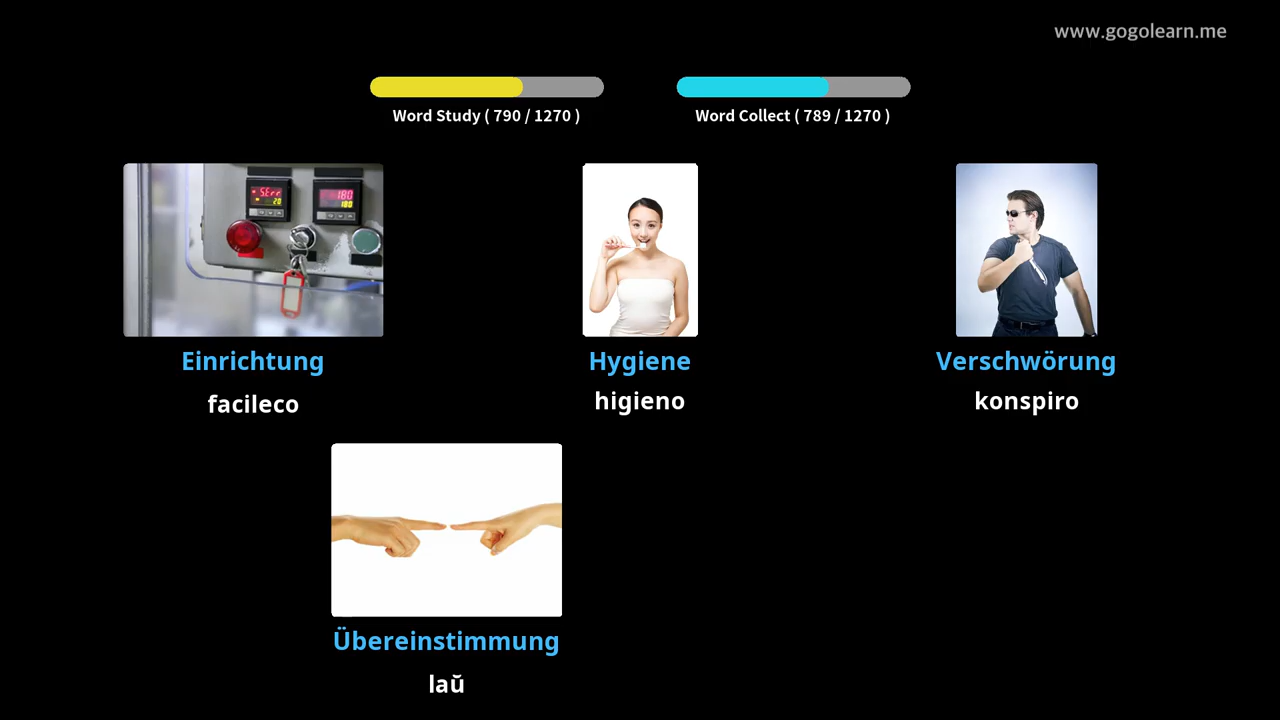 www.gogolearn.me
Word Study ( 790 / 1270 )
Word Collect ( 789 / 1270 )
Einrichtung
facileco
Hygiene
higieno
Verschwörung
konspiro
Übereinstimmung
laŭ